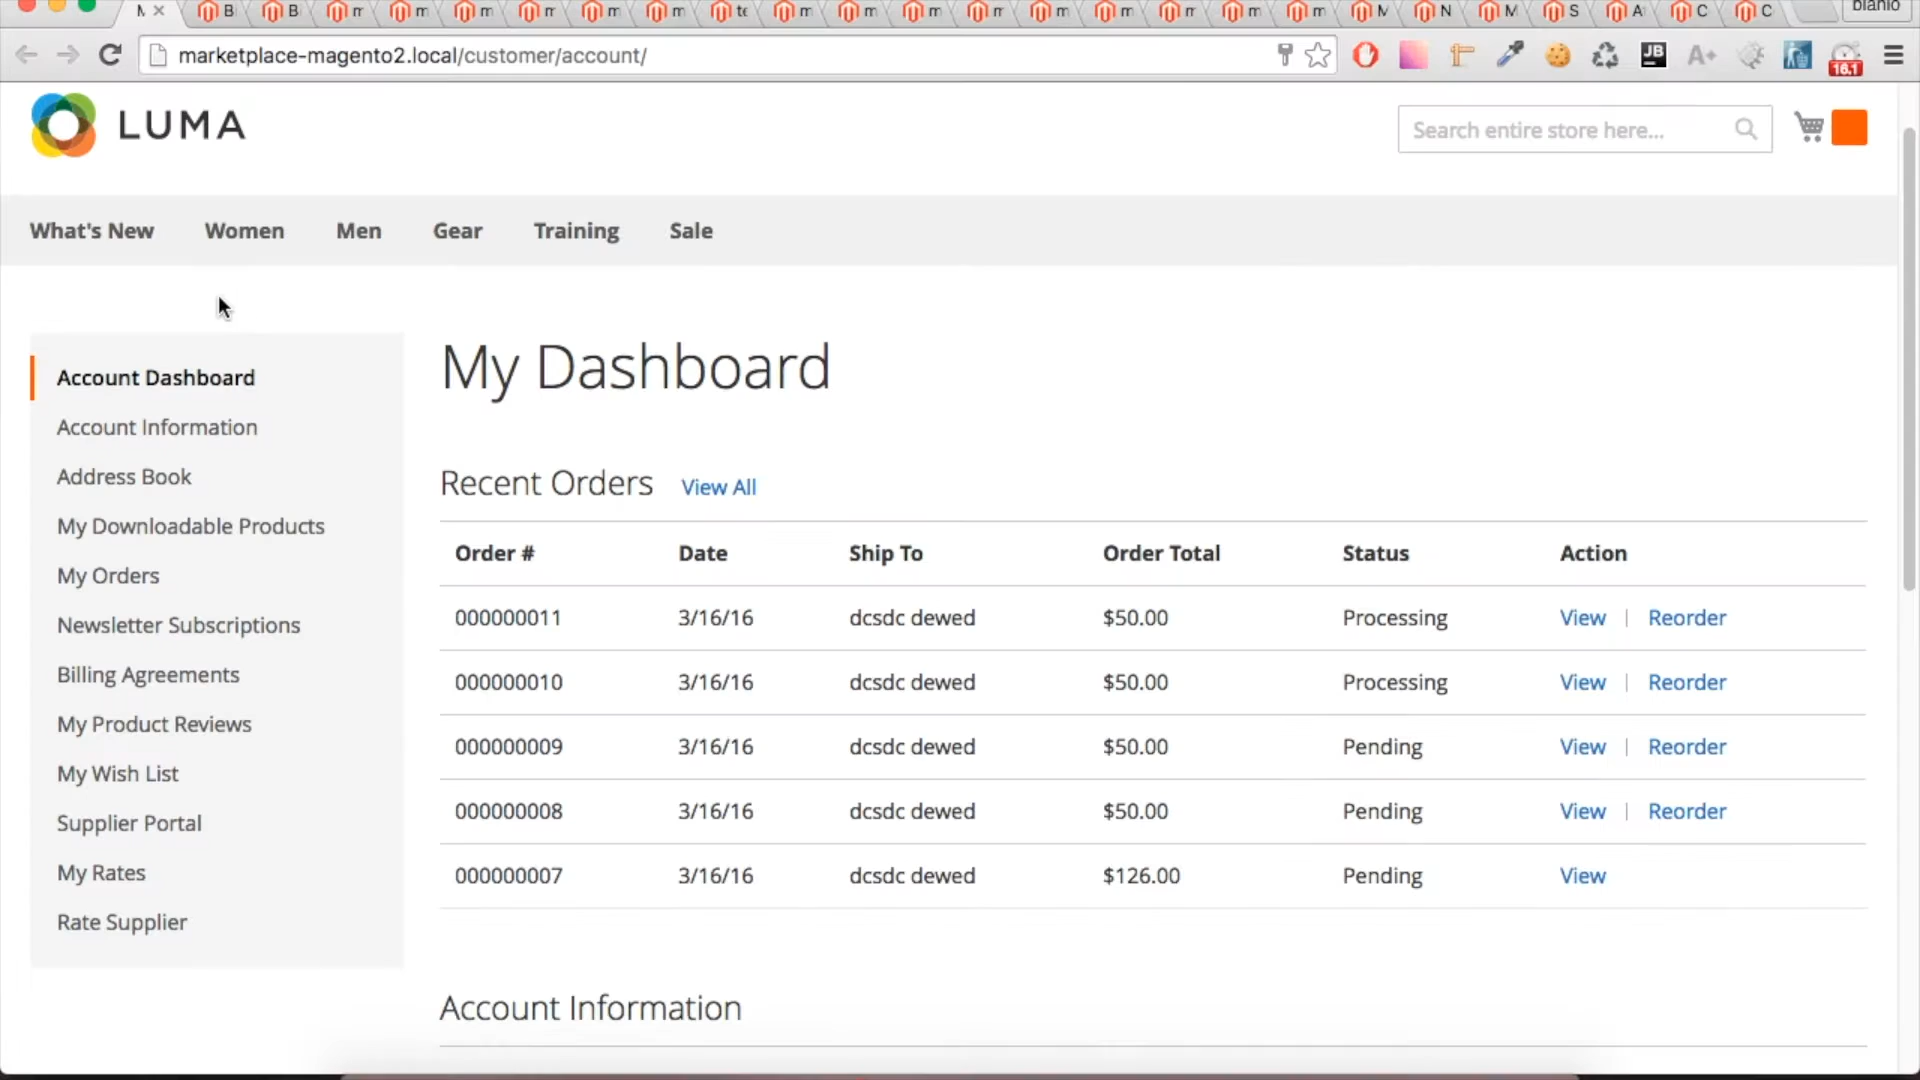 M B B m m m m m m te m m m m m m m m m M N M S A C C blanlo
marketplace-magento2.local/customer/account/
JB A+ 16.1
LUMA
Search entire store here...
What's New Women Men Gear Training Sale
Account Dashboard
Account Information
Address Book
My Downloadable Products
My Orders
Newsletter Subscriptions
Billing Agreements
My Product Reviews
My Wish List
Supplier Portal
My Rates
Rate Supplier
My Dashboard
Recent Orders View All
Order # Date Ship To Order Total Status Action
000000011 3/16/16 dcsdc dewed $50.00 Processing View | Reorder
000000010 3/16/16 dcsdc dewed $50.00 Processing View | Reorder
000000009 3/16/16 dcsdc dewed $50.00 Pending View | Reorder
000000008 3/16/16 dcsdc dewed $50.00 Pending View | Reorder
000000007 3/16/16 dcsdc dewed $126.00 Pending View
Account Information